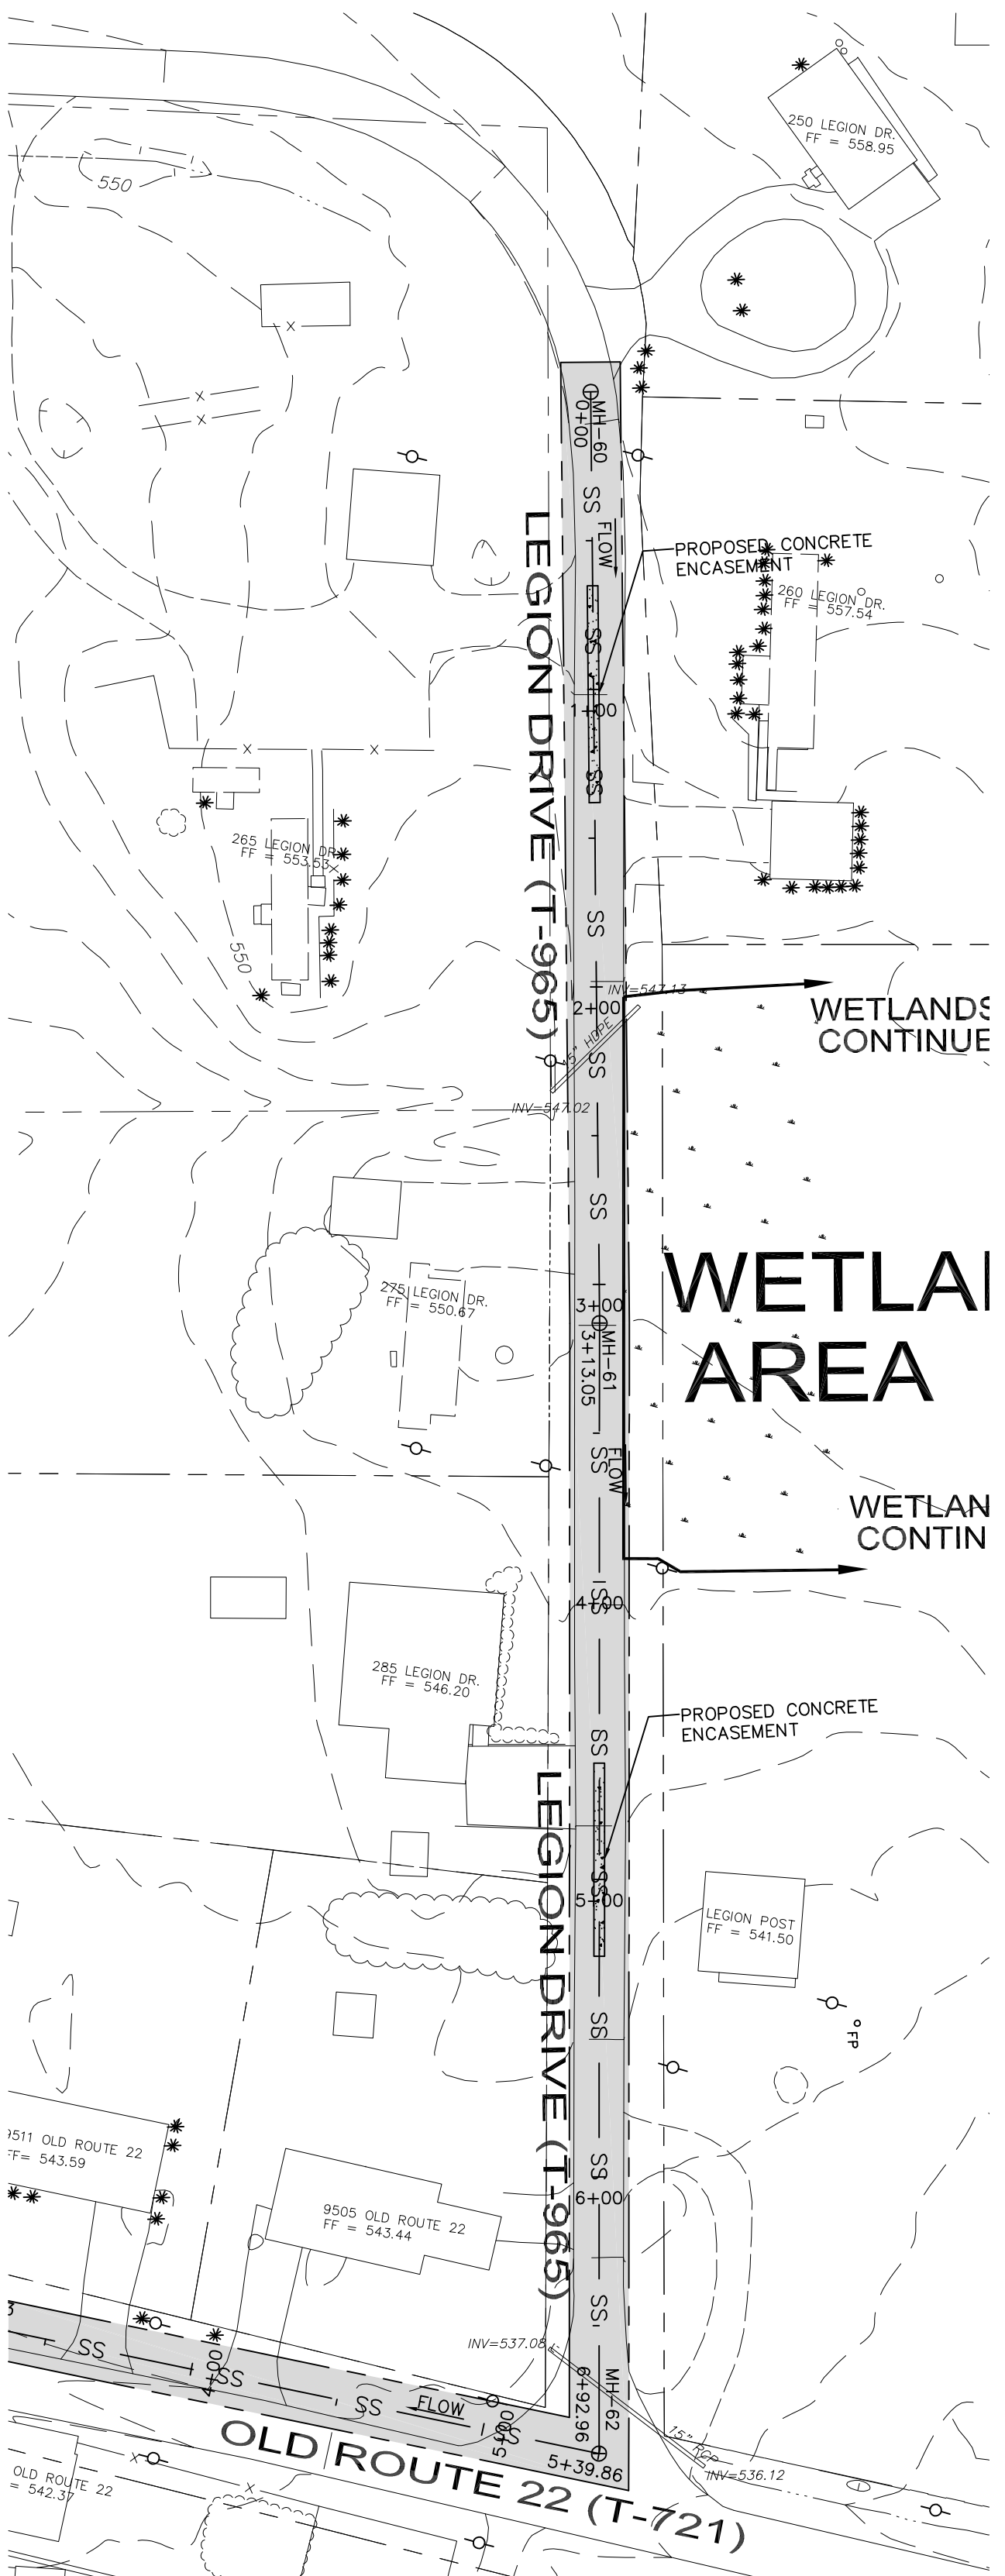 250 LEGION DR.
FF = 558.95
550
MH-60
0+00
SS
FLOW
PROPOSED CONCRETE
ENCASEMENT
260 LEGION DR.
FF = 557.54
LEGION DRIVE (T-965)
SS
1+00
SS
265 LEGION DR.
FF = 553.53
550
SS
INV=547.13
2+00
WETLANDS
CONTINUE
15" HDPE
SS
INV=547.02
SS
WETLAN
AREA
275 LEGION DR.
FF = 550.67
3+00
MH-61
3+13.05
SS
FLOW
WETLAN
CONTIN
SS
4+00
285 LEGION DR.
FF = 546.20
PROPOSED CONCRETE
ENCASEMENT
SS
LEGION DRIVE (T-965)
SS
5+00
LEGION POST
FF = 541.50
SS
FP
9511 OLD ROUTE 22
FF= 543.59
SS
6+00
9505 OLD ROUTE 22
FF = 543.44
SS
3
INV=537.08
SS
4+00
SS
MH-62
6+92.96
SS
FLOW
5+00
SS
5+39.86
15" RCP
INV=536.12
OLD ROUTE 22 (T-721)
OLD ROUTE 22
= 542.37